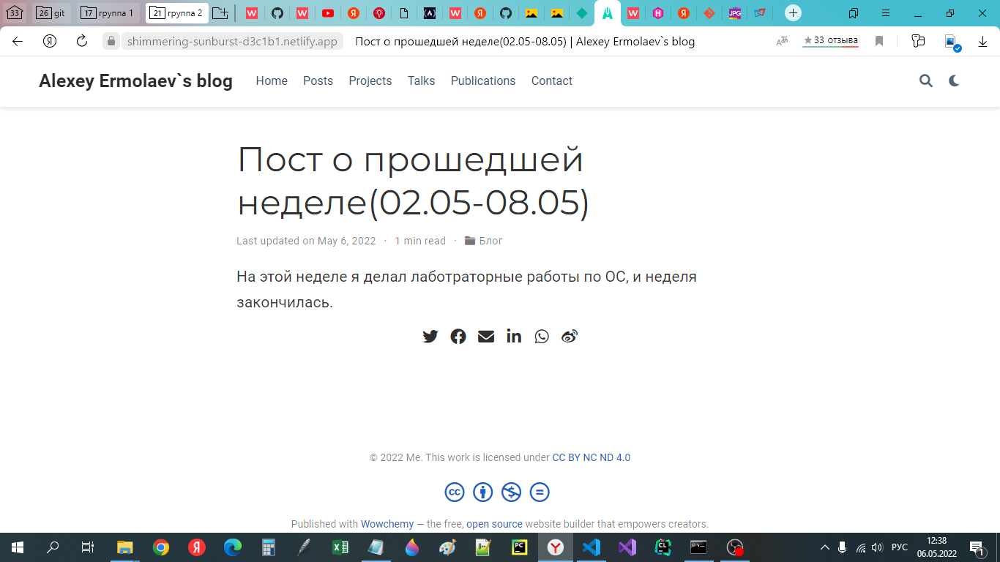 33
26 git
17 группа 1
21 группа 2
JPG
shimmering-sunburst-d3c1b1.netlify.app
Пост о прошедшей неделе(02.05-08.05) | Alexey Ermolaev`s blog
★33 отзыва
Alexey Ermolaev`s blog
Home
Posts
Projects
Talks
Publications
Contact
Пост о прошедшей
неделе(02.05-08.05)
Last updated on May 6, 2022 · 1 min read · Блог
На этой неделе я делал лаботраторные работы по ОС, и неделя
закончилась.
© 2022 Me. This work is licensed under CC BY NC ND 4.0
Published with Wowchemy — the free, open source website builder that empowers creators.
РУС
12:38
06.05.2022
1